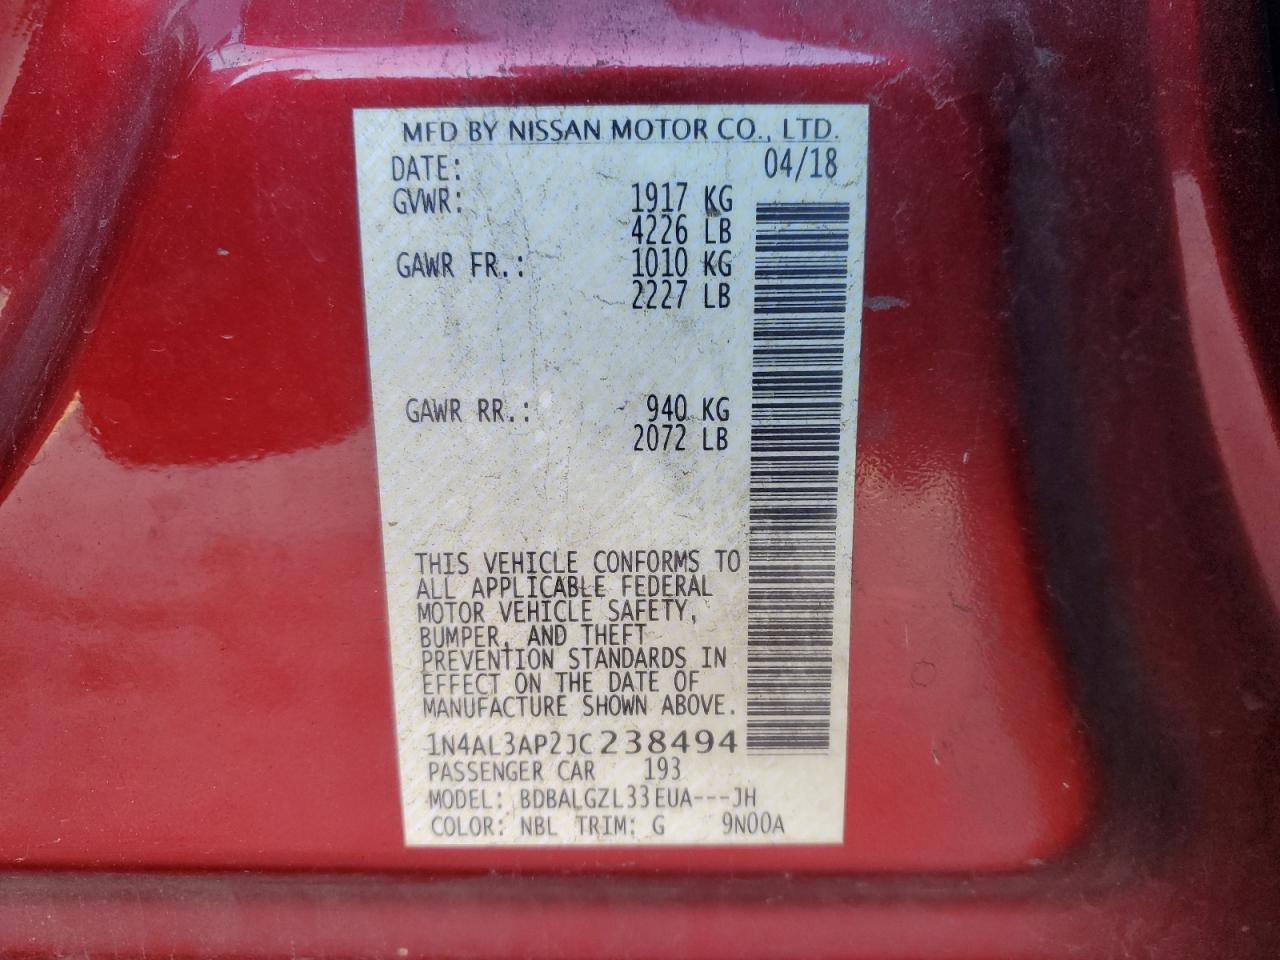 MFD BY NISSAN MOTOR CO., LTD.
DATE: 04/18
GVWR: 1917 KG
4226 LB
GAWR FR.: 1010 KG
2227 LB
GAWR RR.: 940 KG
2072 LB
THIS VEHICLE CONFORMS TO
ALL APPLICABLE FEDERAL
MOTOR VEHICLE SAFETY,
BUMPER, AND THEFT
PREVENTION STANDARDS IN
EFFECT ON THE DATE OF
MANUFACTURE SHOWN ABOVE.
1N4AL3AP2JC238494
PASSENGER CAR 193
MODEL: BDBALGZL33EUA---JH
COLOR: NBL TRIM: G 9N00A